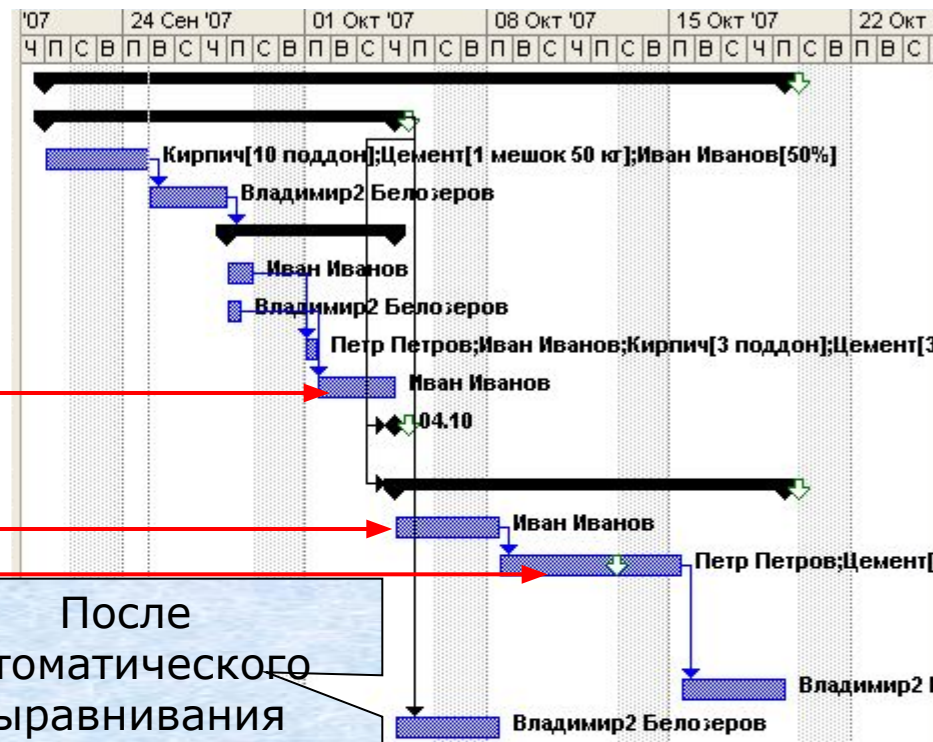 '07 24 Сен '07 01 Окт '07 08 Окт '07 15 Окт '07 22 Окт
Ч П С В П В С Ч П С В П В С Ч П С В П В С Ч П С В П В С Ч П С В П В С
Кирпич[10 поддон];Цемент[1 мешок 50 кг];Иван Иванов[50%]
Владимир2 Белозеров
Иван Иванов
Владимир2 Белозеров
Петр Петров;Иван Иванов;Кирпич[3 поддон];Цемент[3
Иван Иванов
04.10
Иван Иванов
Петр Петров;Цемент[
Владимир2
Владимир2 Белозеров
После
томатического
ыравнивания